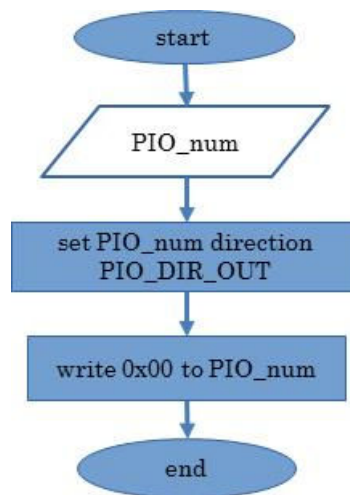 start
PIO_num
set PIO_num direction
PIO_DIR_OUT
write 0x00 to PIO_num
end